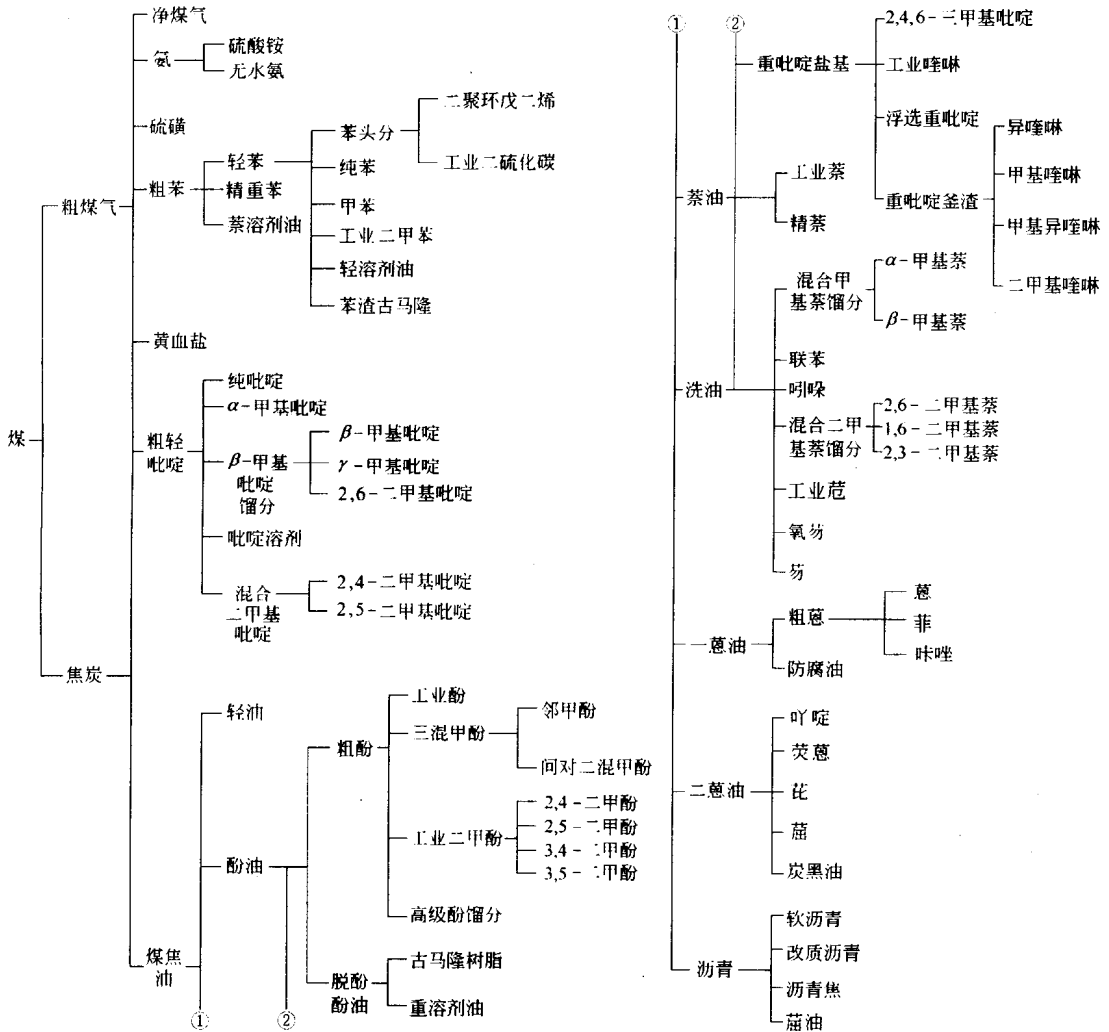 净煤气
氨
硫酸铵
无水氨
硫磺
粗苯
轻苯
精重苯
萘溶剂油
苯头分
二聚环戊二烯
工业二硫化碳
纯苯
甲苯
工业二甲苯
轻溶剂油
苯渣古马隆
粗煤气
黄血盐
煤
粗轻
吡啶
纯吡啶
α-甲基吡啶
β-甲基
吡啶
馏分
β-甲基吡啶
γ-甲基吡啶
2,6-二甲基吡啶
吡啶溶剂
混合
二甲基
吡啶
2,4-二甲基吡啶
2,5-二甲基吡啶
焦炭
煤焦
油
轻油
酚油
粗酚
工业酚
三混甲酚
邻甲酚
间对二混甲酚
工业二甲酚
2,4-二甲酚
2,5-二甲酚
3,4-二甲酚
3,5-二甲酚
高级酚馏分
脱酚
酚油
古马隆树脂
重溶剂油
①
②
①
②
重吡啶盐基
2,4,6-三甲基吡啶
工业喹啉
浮选重吡啶
重吡啶釜渣
异喹啉
甲基喹啉
甲基异喹啉
二甲基喹啉
萘油
工业萘
精萘
洗油
混合甲
基萘馏分
α-甲基萘
β-甲基萘
联苯
吲哚
混合二甲
基萘馏分
2,6-二甲基萘
1,6-二甲基萘
2,3-二甲基萘
工业苊
氧芴
芴
一蒽油
粗蒽
蒽
菲
咔唑
防腐油
二蒽油
吖啶
荧蒽
芘
䓛
炭黑油
沥青
软沥青
改质沥青
沥青焦
䓛油